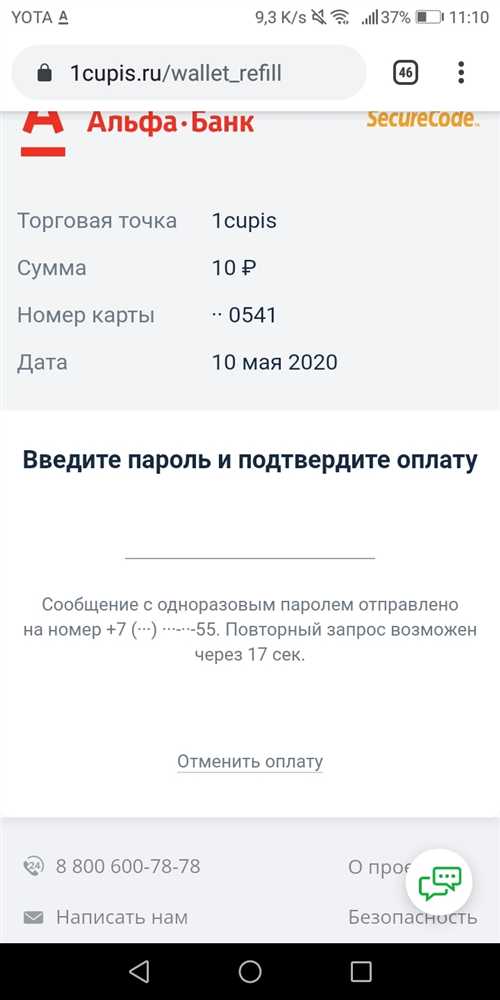 YOTA A 9,3 K/s 37% 11:10
1cupis.ru/wallet_refill 46
Альфа·Банк SecureCode
Торговая точка 1cupis
Сумма 10 ₽
Номер карты ·· 0541
Дата 10 мая 2020
Введите пароль и подтвердите оплату
Сообщение с одноразовым паролем отправлено
на номер +7 (···) ···-··-55. Повторный запрос возможен
через 17 сек.
Отменить оплату
24 8 800 600-78-78 О прое
Написать нам Безопасность